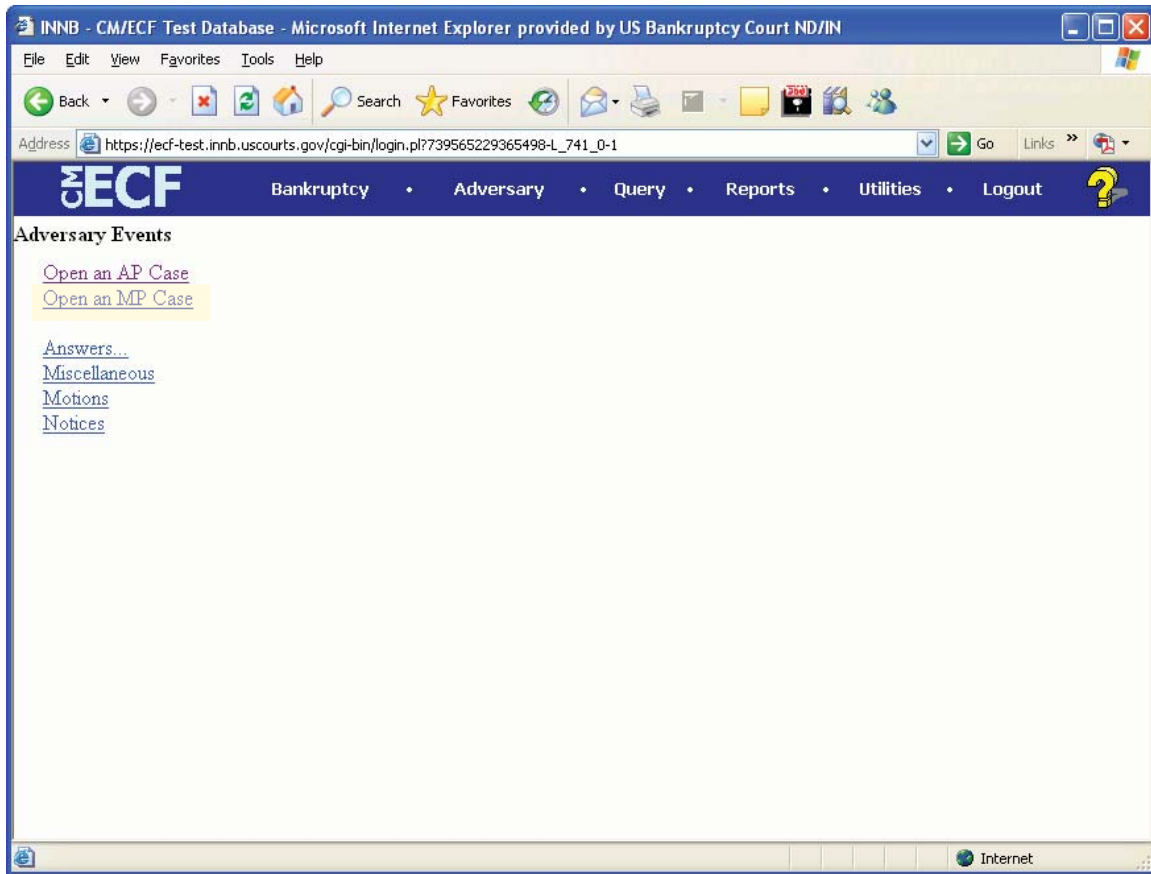 INNB - CM/ECF Test Database - Microsoft Internet Explorer provided by US Bankruptcy Court ND/IN
File Edit View Favorites Tools Help
Back Search Favorites
Address https://ecf-test.innb.uscourts.gov/cgi-bin/login.pl?739565229365498-L_741_0-1 Go Links »
CM ECF Bankruptcy • Adversary • Query • Reports • Utilities • Logout ?
Adversary Events
Open an AP Case
Open an MP Case
Answers...
Miscellaneous
Motions
Notices
Internet